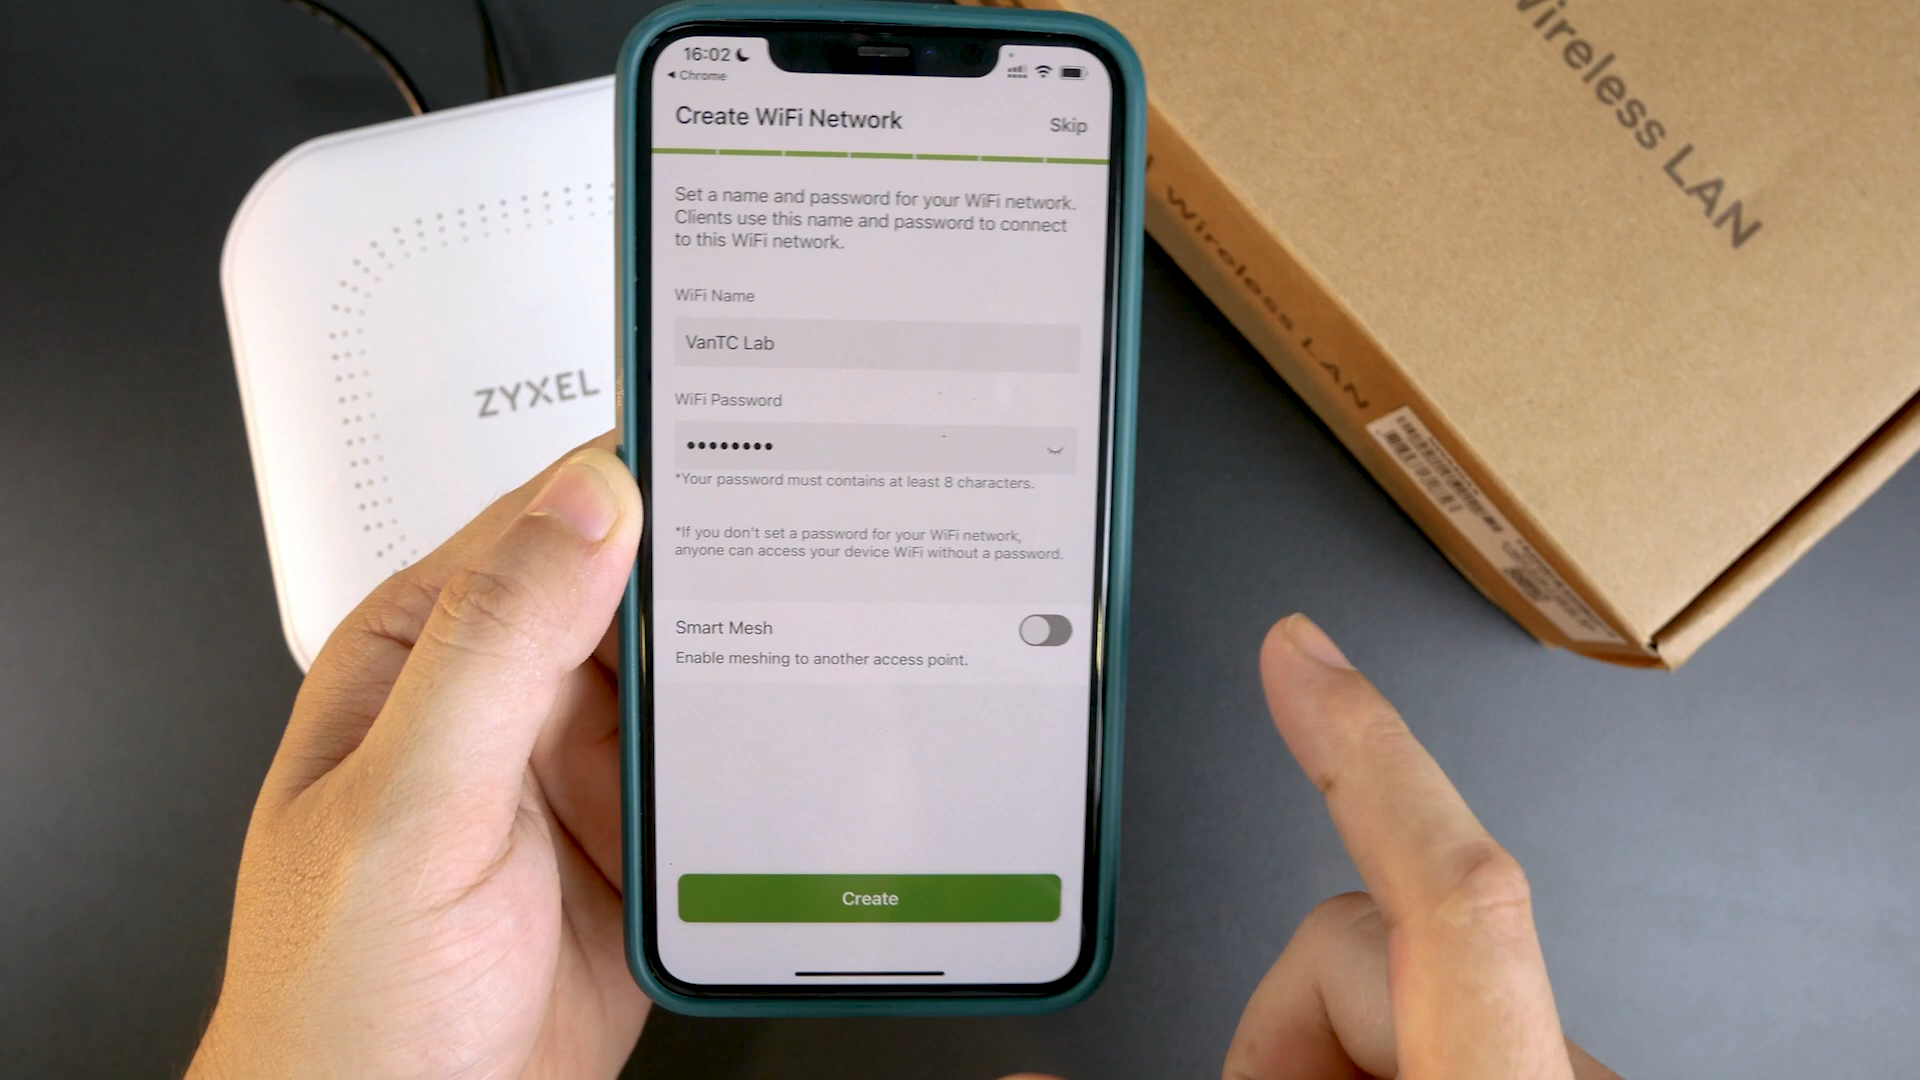 16:02
Chrome
Create WiFi Network
Skip
Set a name and password for your WiFi network.
Clients use this name and password to connect
to this WiFi network.
WiFi Name
VanTC Lab
WiFi Password
••••••••
*Your password must contains at least 8 characters.
*If you don't set a password for your WiFi network,
anyone can access your device WiFi without a password.
Smart Mesh
Enable meshing to another access point.
Create
ZYXEL
Wireless LAN
Wireless LAN